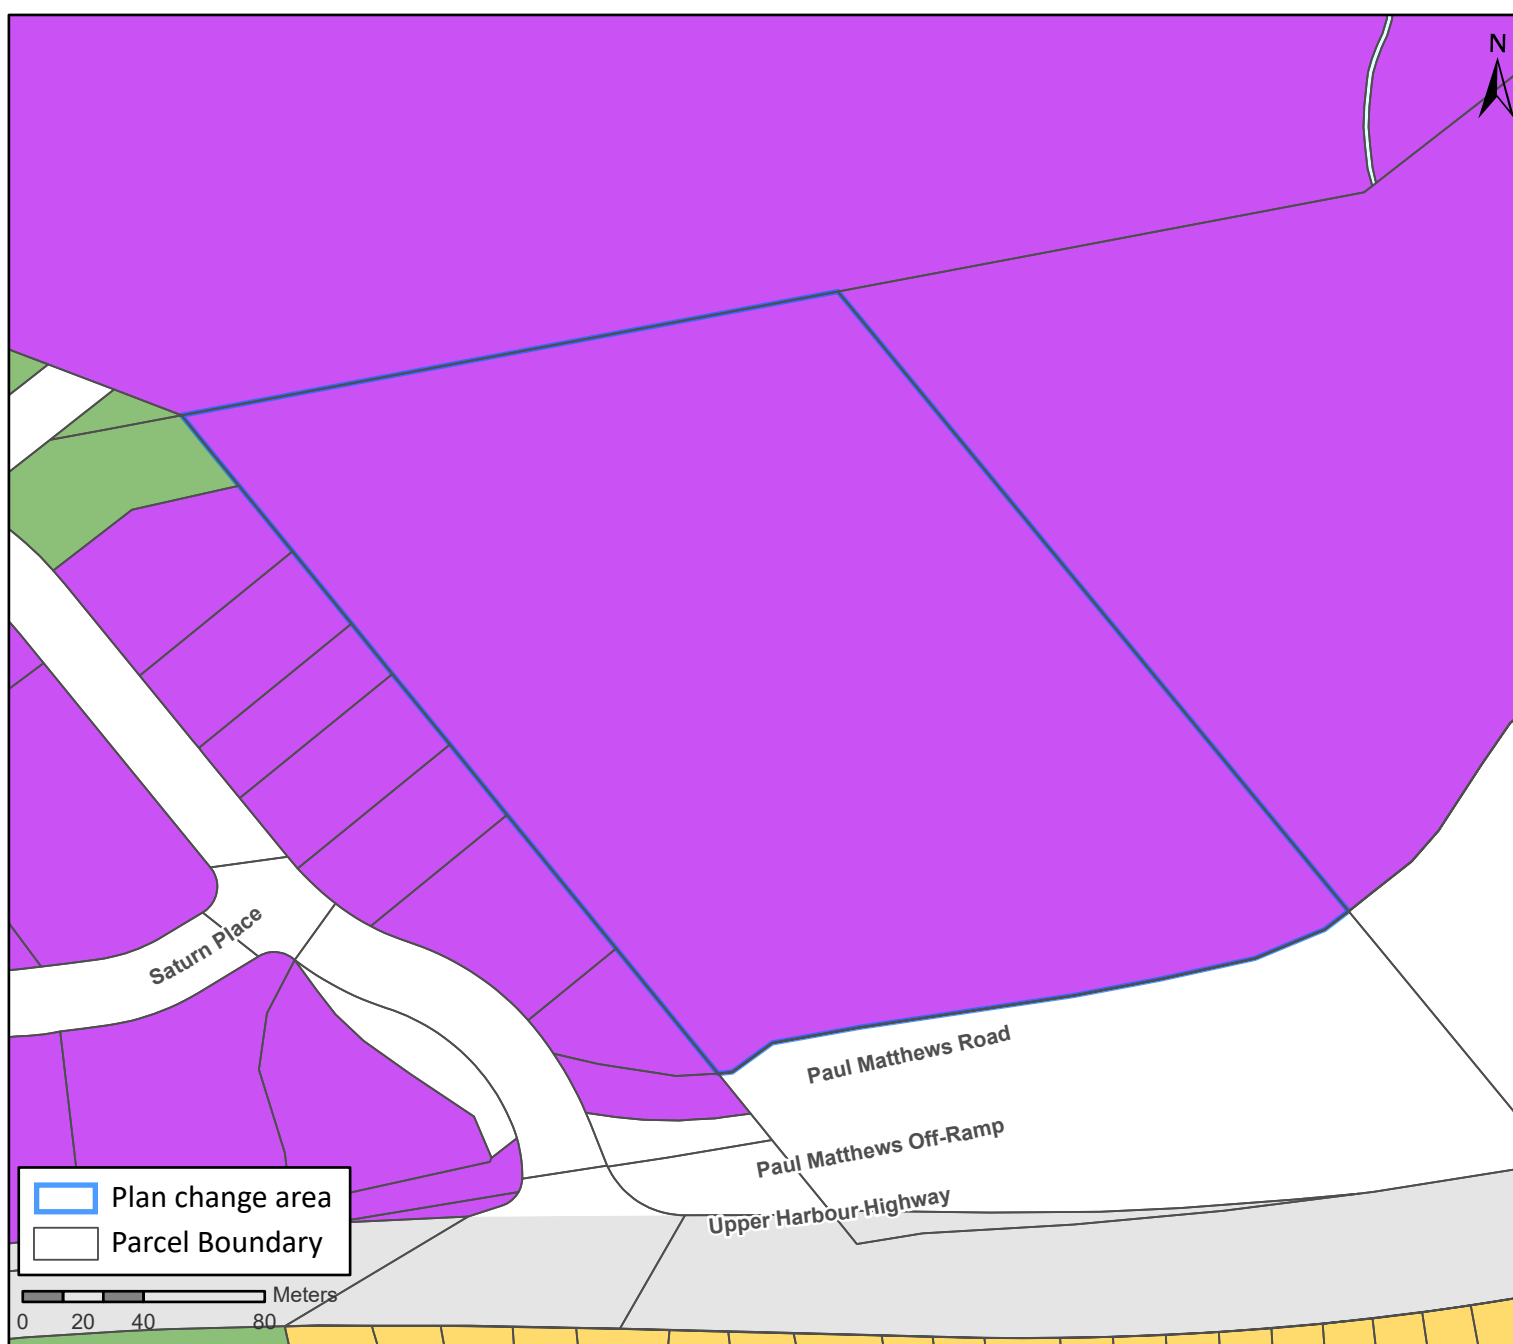 N
Saturn Place
Paul Matthews Road
Paul Matthews Off-Ramp
Upper Harbour Highway
Plan change area
Parcel Boundary
Meters
0 20 40 80